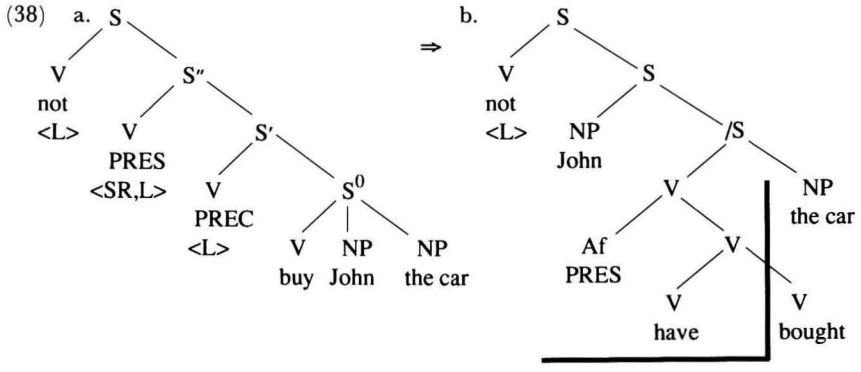 (38) a. S ⇒ b. S
V S″ V S
not not
<L> V S′ <L> NP /S
PRES John
<SR,L> V S⁰ V NP
PREC the car
<L> V NP NP Af V
buy John the car PRES
V V
have bought